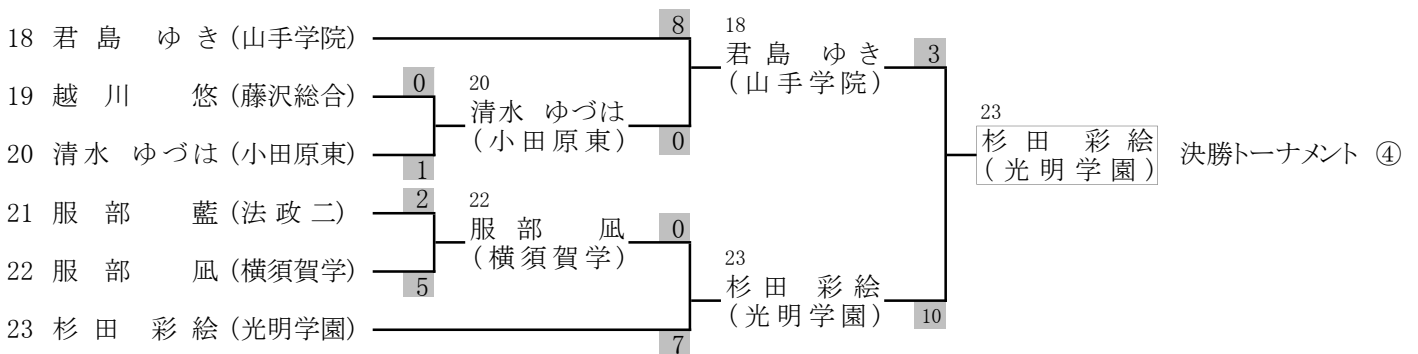 18 君島 ゆき (山手学院)
8
18
君島 ゆき
(山手学院)
3
19 越川 悠 (藤沢総合)
0
20
清水 ゆづは
(小田原東)
0
20 清水 ゆづは (小田原東)
1
23
杉田 彩絵
(光明学園)
決勝トーナメント ④
21 服部 藍 (法政二)
2
22
服部 凪
(横須賀学)
0
22 服部 凪 (横須賀学)
5
23
杉田 彩絵
(光明学園)
10
23 杉田 彩絵 (光明学園)
7